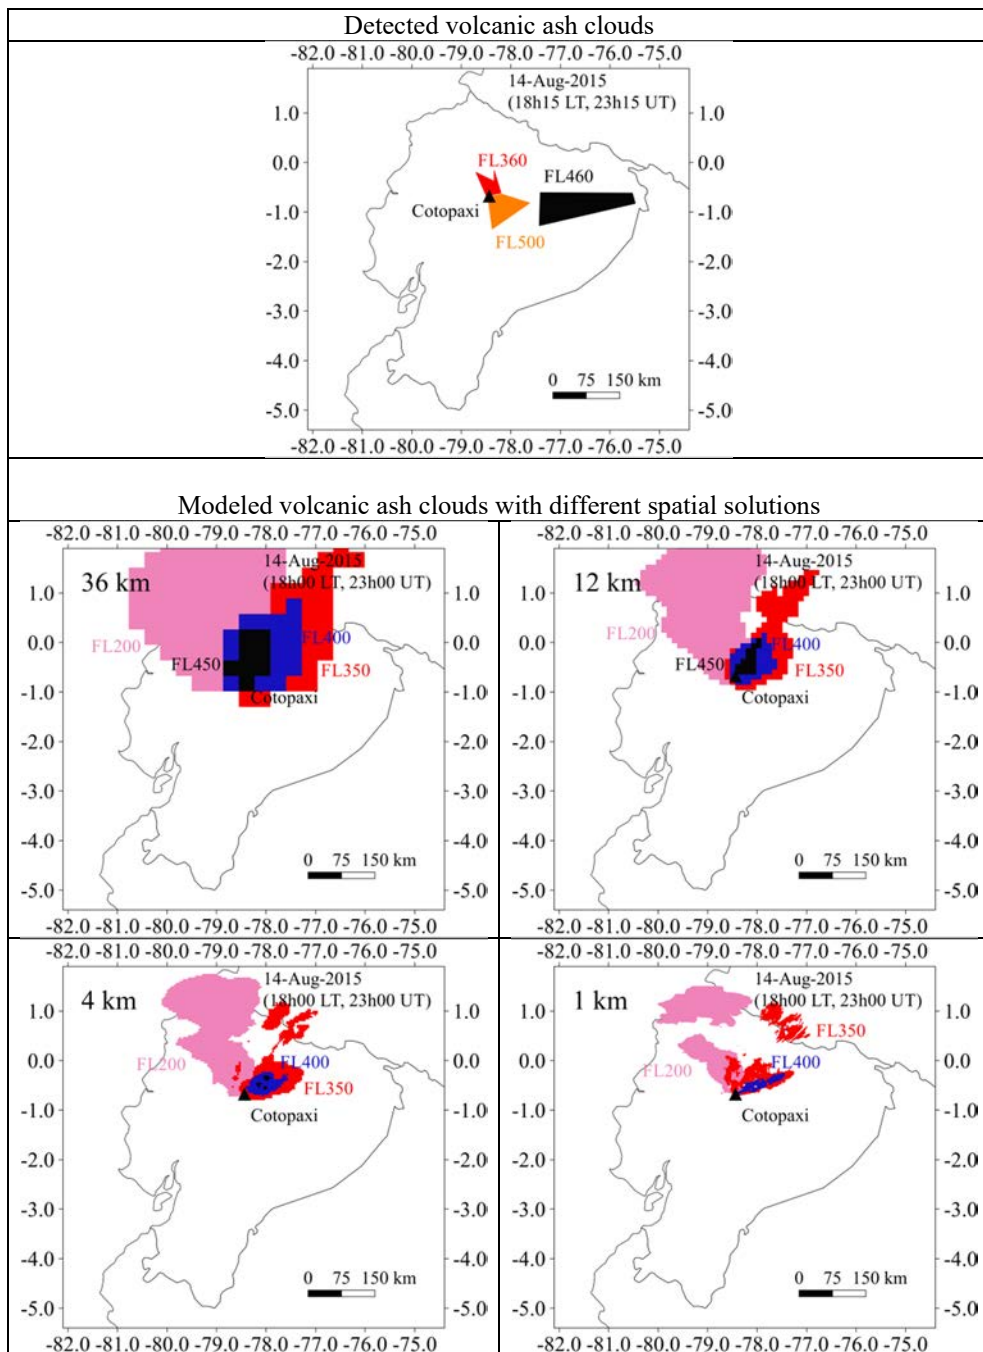 Detected volcanic ash clouds
-82.0 -81.0 -80.0 -79.0 -78.0 -77.0 -76.0 -75.0
14-Aug-2015
(18h15 LT, 23h15 UT)
1.0 1.0
0.0 0.0
FL360
FL460
-1.0 -1.0
Cotopaxi
FL500
-2.0 -2.0
-3.0 -3.0
-4.0 -4.0
0 75 150 km
-5.0 -5.0
-82.0 -81.0 -80.0 -79.0 -78.0 -77.0 -76.0 -75.0
Modeled volcanic ash clouds with different spatial solutions
-82.0 -81.0 -80.0 -79.0 -78.0 -77.0 -76.0 -75.0
36 km
14-Aug-2015
(18h00 LT, 23h00 UT)
1.0 1.0
0.0 0.0
FL200
FL400
FL450
FL350
-1.0 -1.0
Cotopaxi
-2.0 -2.0
-3.0 -3.0
-4.0 -4.0
0 75 150 km
-5.0 -5.0
-82.0 -81.0 -80.0 -79.0 -78.0 -77.0 -76.0 -75.0
-82.0 -81.0 -80.0 -79.0 -78.0 -77.0 -76.0 -75.0
12 km
14-Aug-2015
(18h00 LT, 23h00 UT)
1.0 1.0
0.0 0.0
FL200
FL400
FL450
FL350
-1.0 -1.0
Cotopaxi
-2.0 -2.0
-3.0 -3.0
-4.0 -4.0
0 75 150 km
-5.0 -5.0
-82.0 -81.0 -80.0 -79.0 -78.0 -77.0 -76.0 -75.0
-82.0 -81.0 -80.0 -79.0 -78.0 -77.0 -76.0 -75.0
4 km
14-Aug-2015
(18h00 LT, 23h00 UT)
1.0 1.0
0.0 0.0
FL200
FL400
FL350
-1.0 -1.0
Cotopaxi
-2.0 -2.0
-3.0 -3.0
-4.0 -4.0
0 75 150 km
-5.0 -5.0
-82.0 -81.0 -80.0 -79.0 -78.0 -77.0 -76.0 -75.0
-82.0 -81.0 -80.0 -79.0 -78.0 -77.0 -76.0 -75.0
1 km
14-Aug-2015
(18h00 LT, 23h00 UT)
1.0 1.0
FL350
0.0 0.0
FL200
FL400
-1.0 -1.0
Cotopaxi
-2.0 -2.0
-3.0 -3.0
-4.0 -4.0
0 75 150 km
-5.0 -5.0
-82.0 -81.0 -80.0 -79.0 -78.0 -77.0 -76.0 -75.0